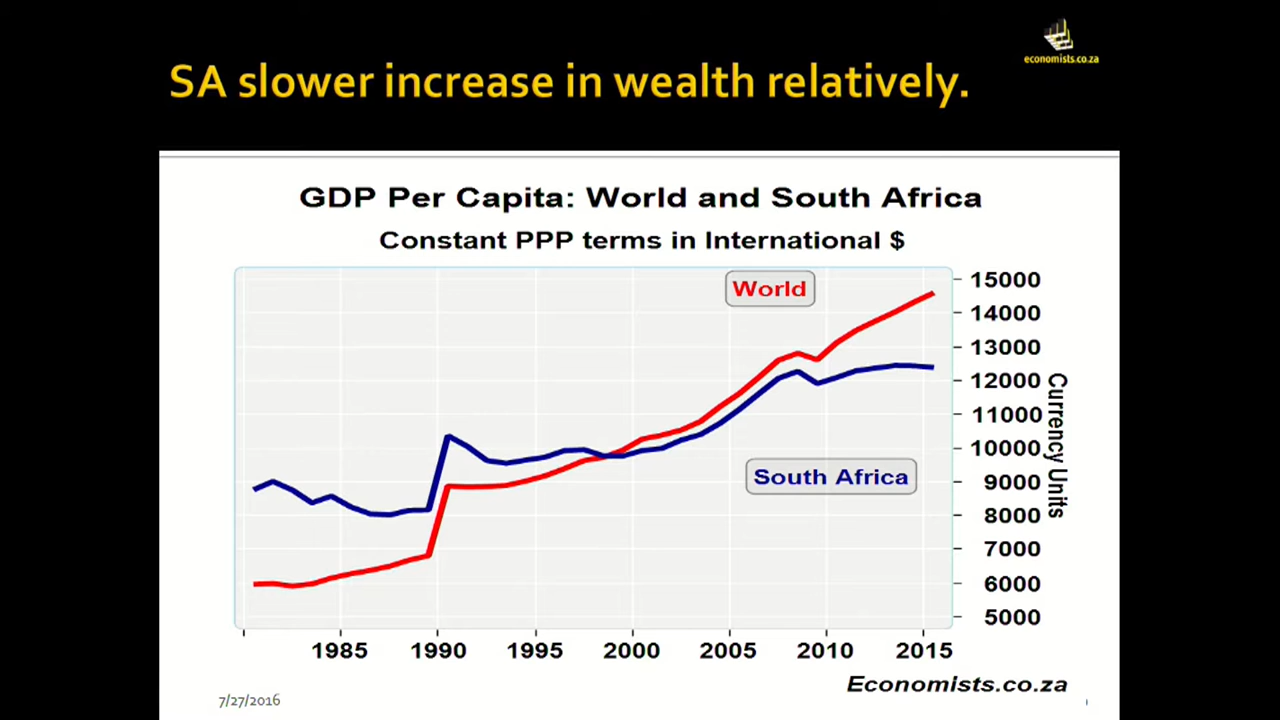 economists.co.za
SA slower increase in wealth relatively.
GDP Per Capita: World and South Africa
Constant PPP terms in International $
World
South Africa
15000
14000
13000
12000
11000
10000
9000
8000
7000
6000
5000
Currency Units
1985 1990 1995 2000 2005 2010 2015
Economists.co.za
7/27/2016